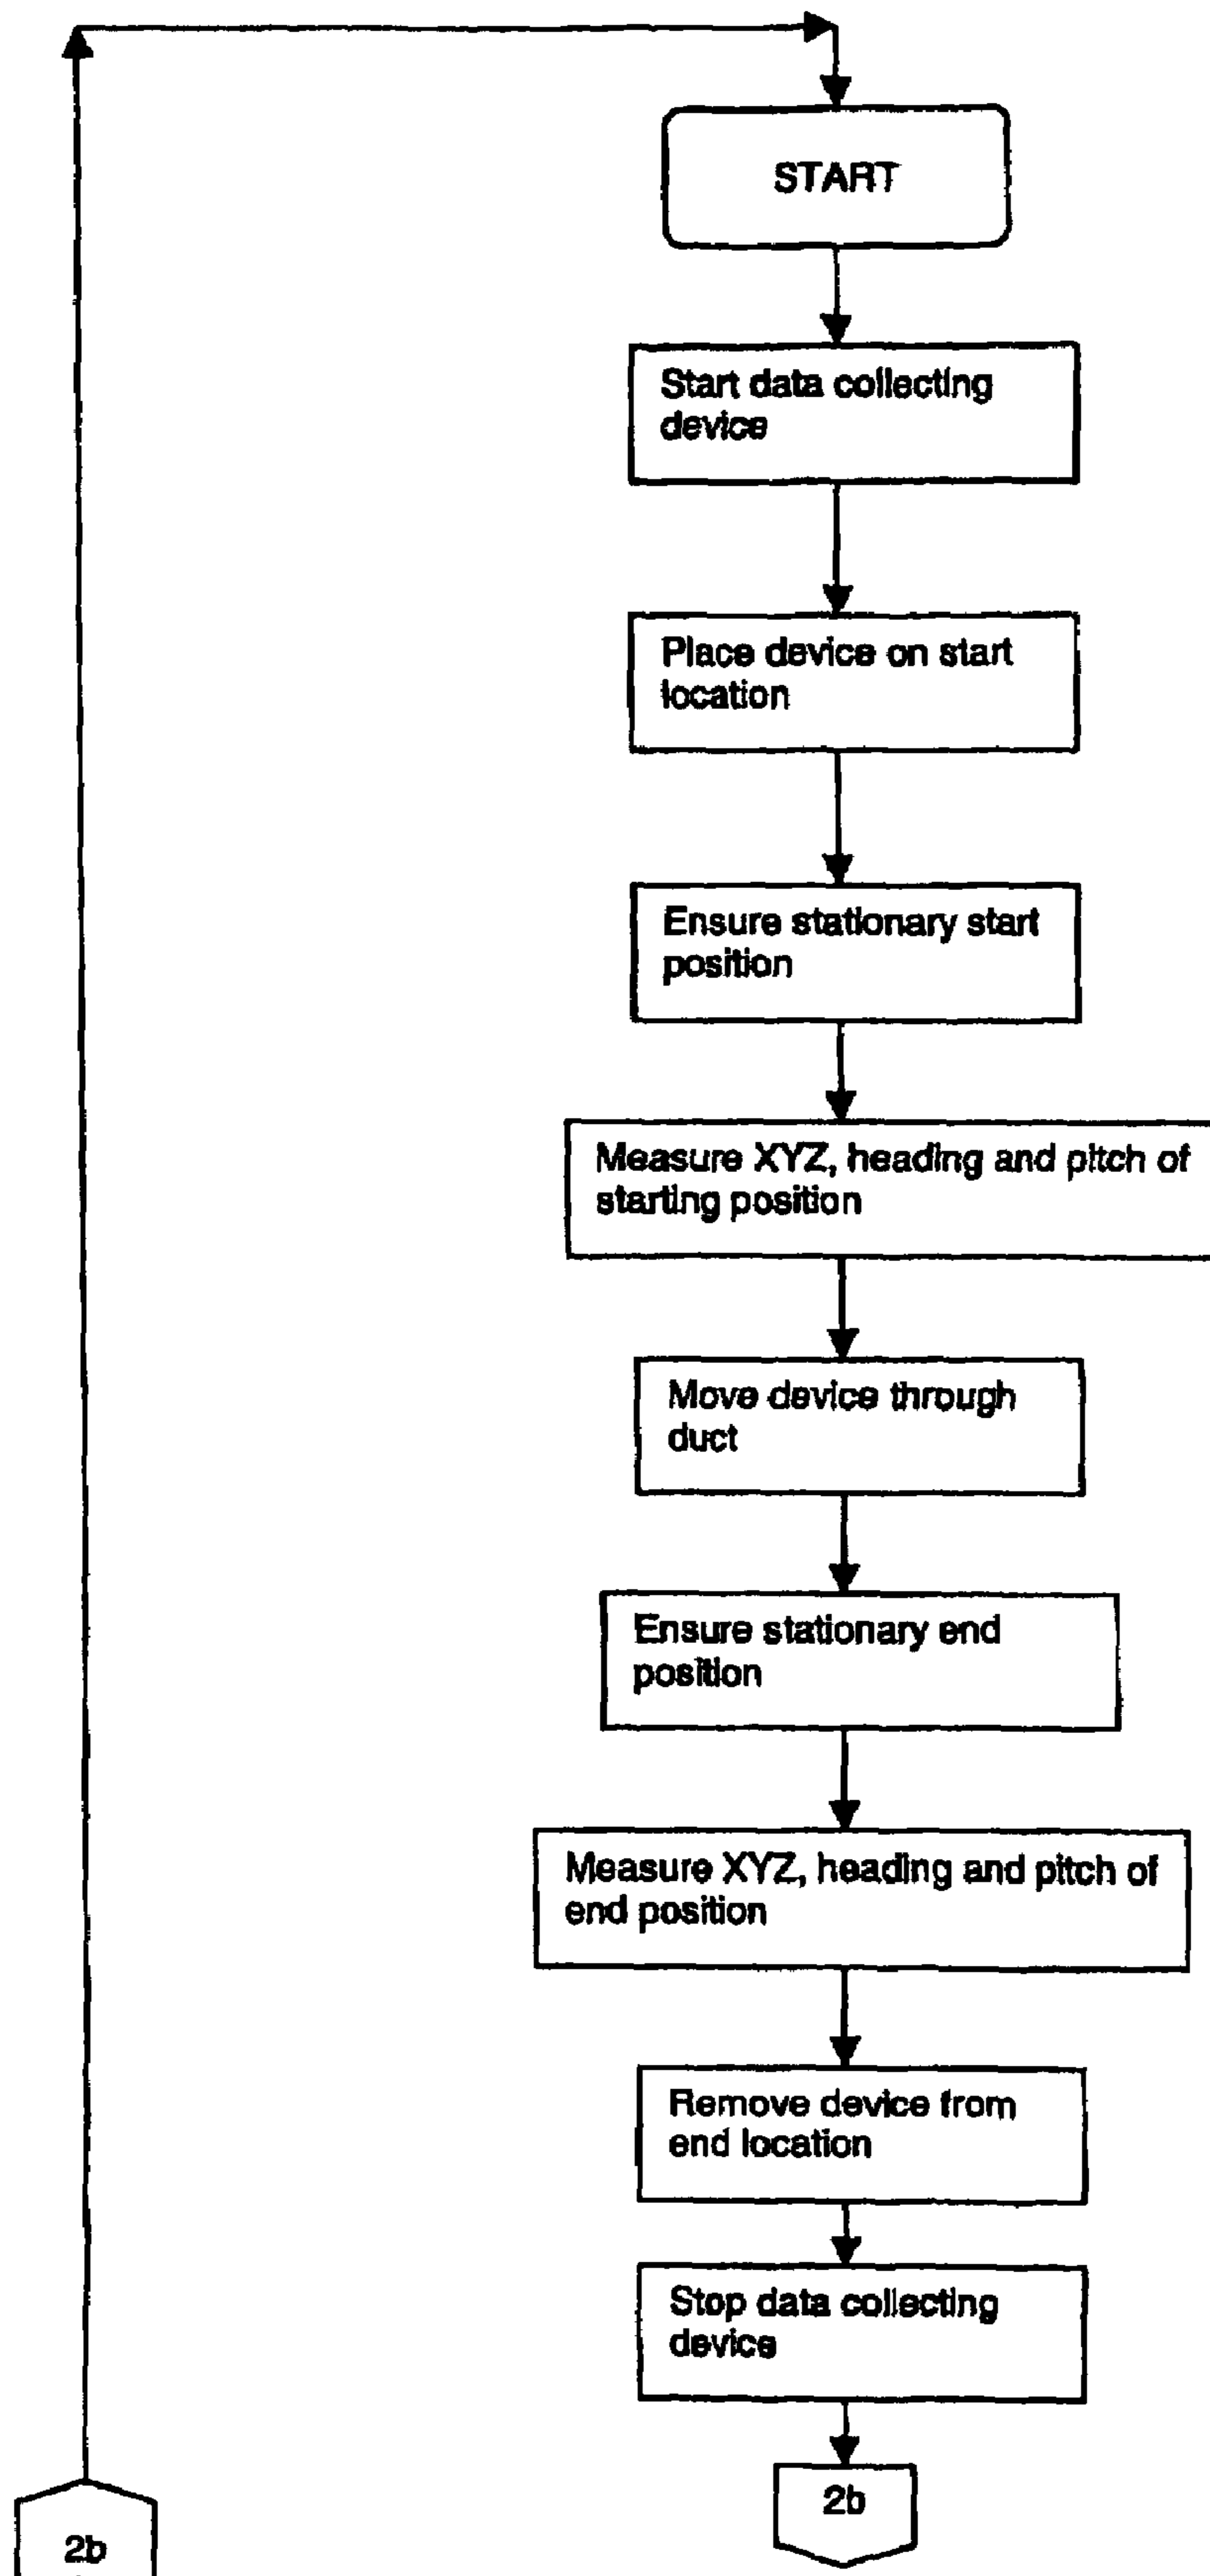 START
Start data collecting
device
Place device on start
location
Ensure stationary start
position
Measure XYZ, heading and pitch of
starting position
Move device through
duct
Ensure stationary end
position
Measure XYZ, heading and pitch of
end position
Remove device from
end location
Stop data collecting
device
2b
2b